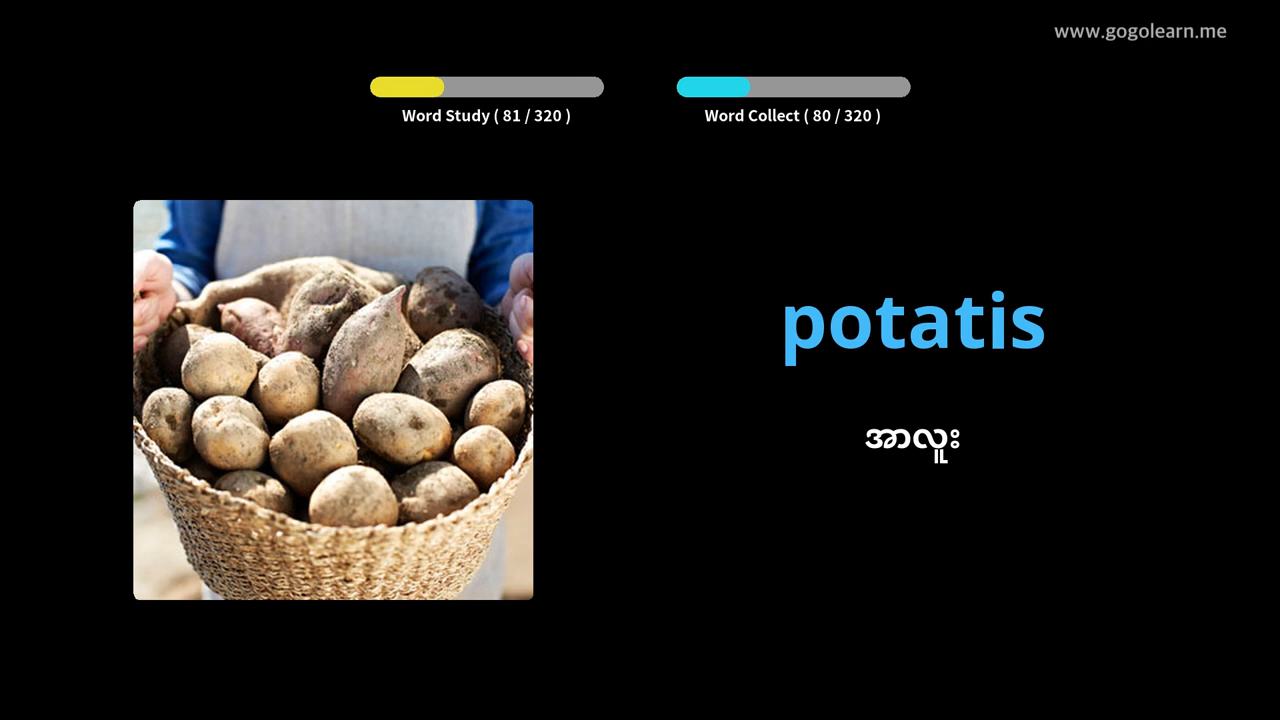 www.gogolearn.me
Word Study ( 81 / 320 )
Word Collect ( 80 / 320 )
potatis
အာလူး